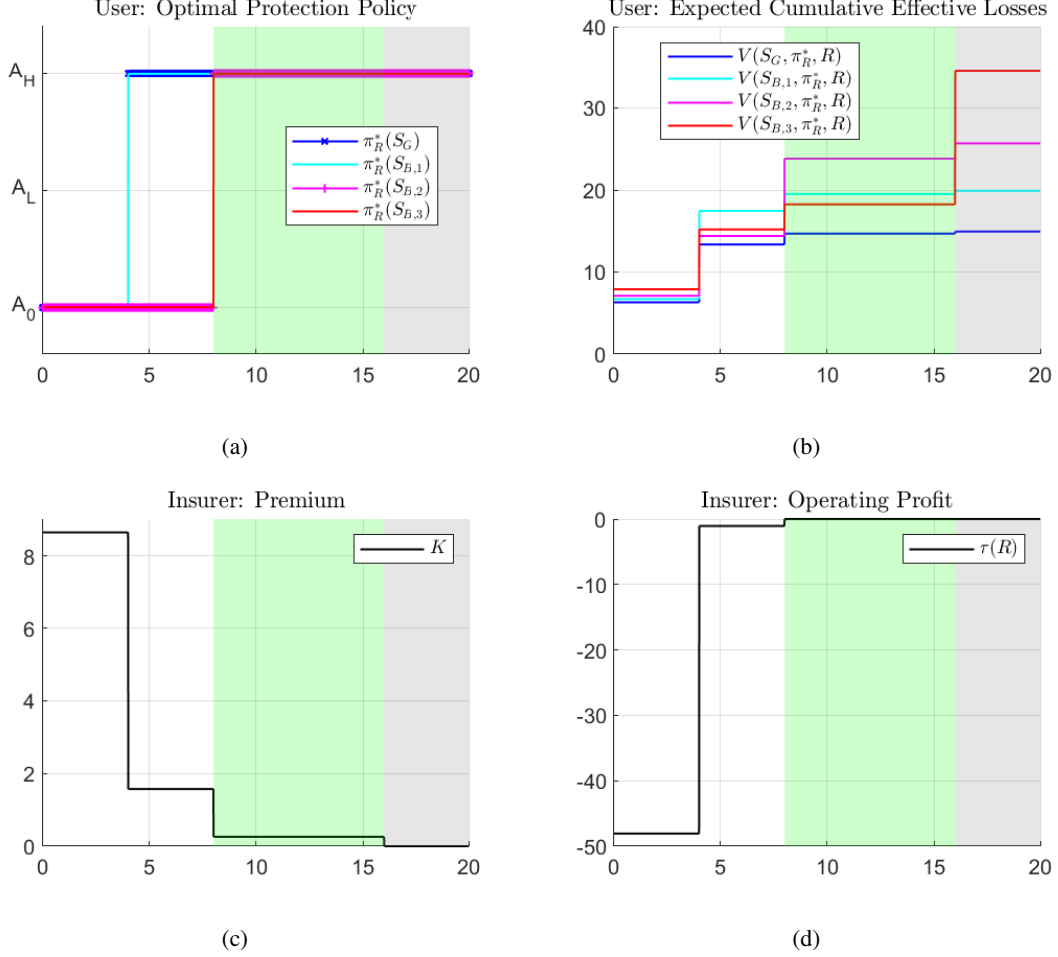 User: Optimal Protection Policy
A_H
A_L
A_0
π*_R(S_G)
π*_R(S_{B,1})
π*_R(S_{B,2})
π*_R(S_{B,3})
0 5 10 15 20
(a)
User: Expected Cumulative Effective Losses
40
30
20
10
0
V(S_G, π*_R, R)
V(S_{B,1}, π*_R, R)
V(S_{B,2}, π*_R, R)
V(S_{B,3}, π*_R, R)
0 5 10 15 20
(b)
Insurer: Premium
8
6
4
2
0
K
0 5 10 15 20
(c)
Insurer: Operating Profit
0
-10
-20
-30
-40
-50
τ(R)
0 5 10 15 20
(d)